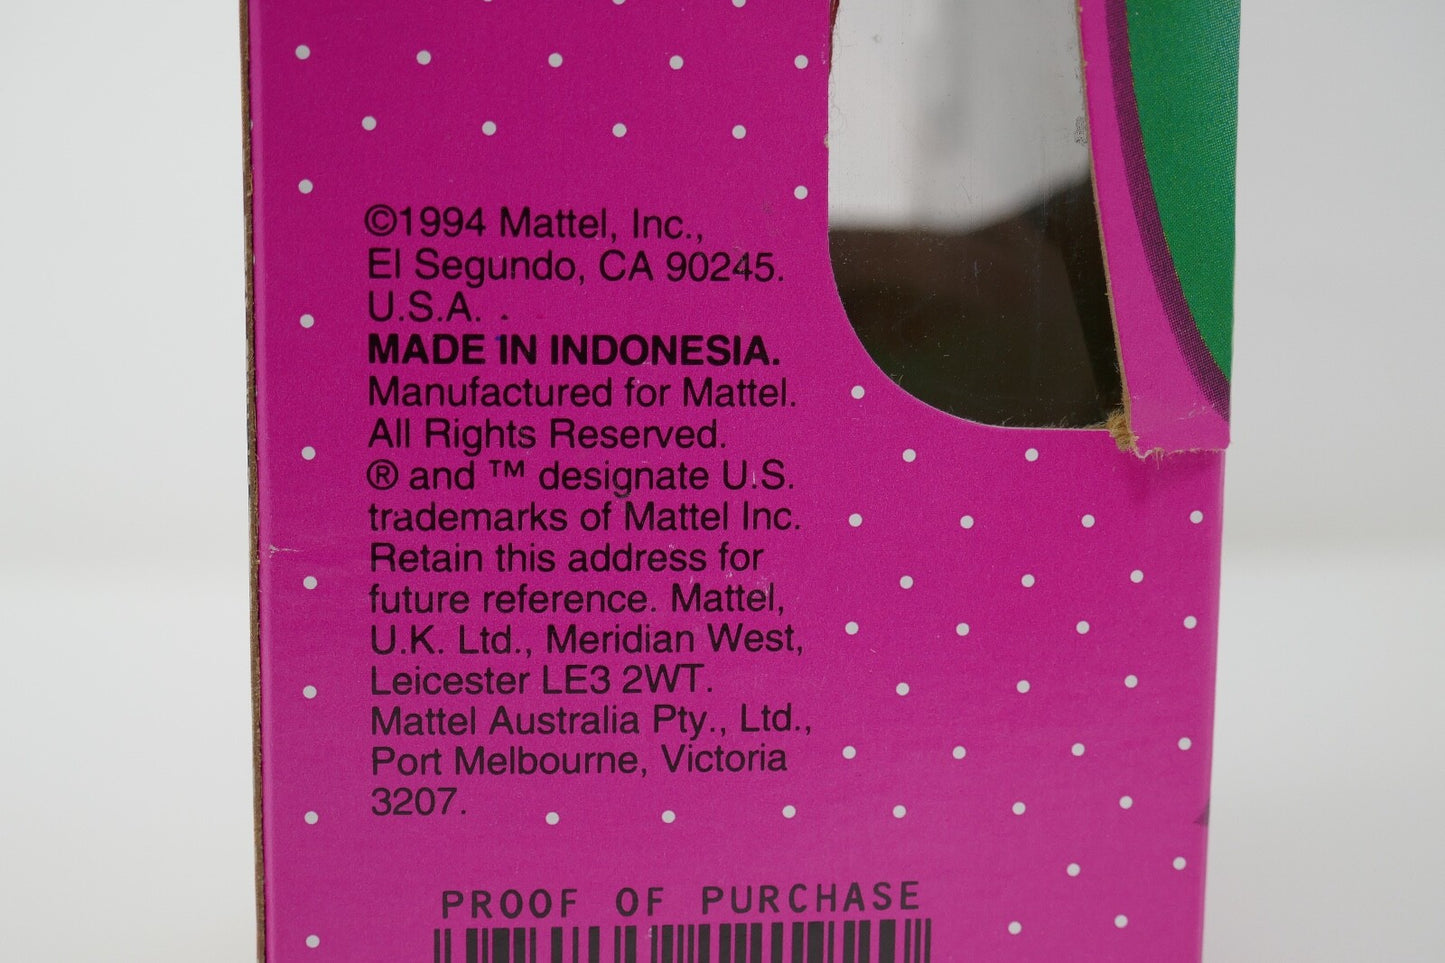 ©1994 Mattel, Inc.,
El Segundo, CA 90245.
U.S.A.
MADE IN INDONESIA.
Manufactured for Mattel.
All Rights Reserved.
® and ™ designate U.S.
trademarks of Mattel Inc.
Retain this address for
future reference. Mattel,
U.K. Ltd., Meridian West,
Leicester LE3 2WT.
Mattel Australia Pty., Ltd.,
Port Melbourne, Victoria
3207.
PROOF OF PURCHASE